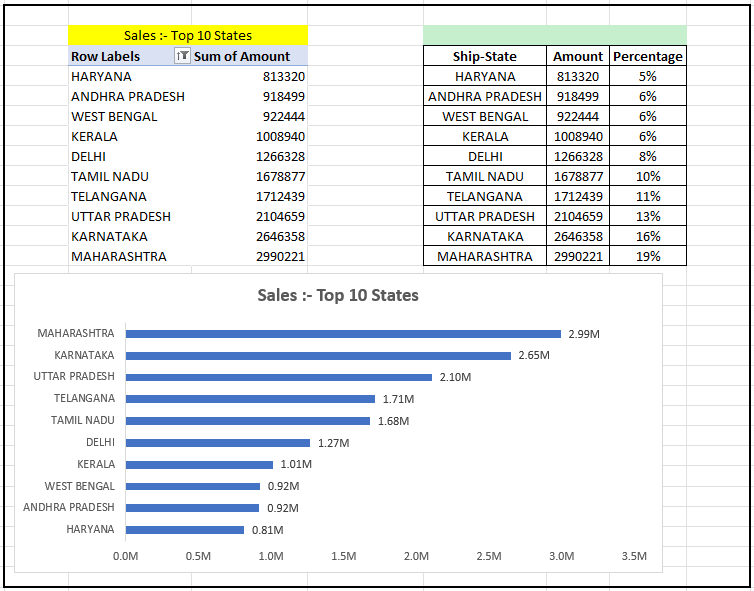 Sales :- Top 10 States
Row Labels Sum of Amount
HARYANA 813320
ANDHRA PRADESH 918499
WEST BENGAL 922444
KERALA 1008940
DELHI 1266328
TAMIL NADU 1678877
TELANGANA 1712439
UTTAR PRADESH 2104659
KARNATAKA 2646358
MAHARASHTRA 2990221
Ship-State Amount Percentage
HARYANA 813320 5%
ANDHRA PRADESH 918499 6%
WEST BENGAL 922444 6%
KERALA 1008940 6%
DELHI 1266328 8%
TAMIL NADU 1678877 10%
TELANGANA 1712439 11%
UTTAR PRADESH 2104659 13%
KARNATAKA 2646358 16%
MAHARASHTRA 2990221 19%
Sales :- Top 10 States
MAHARASHTRA 2.99M
KARNATAKA 2.65M
UTTAR PRADESH 2.10M
TELANGANA 1.71M
TAMIL NADU 1.68M
DELHI 1.27M
KERALA 1.01M
WEST BENGAL 0.92M
ANDHRA PRADESH 0.92M
HARYANA 0.81M
0.0M 0.5M 1.0M 1.5M 2.0M 2.5M 3.0M 3.5M